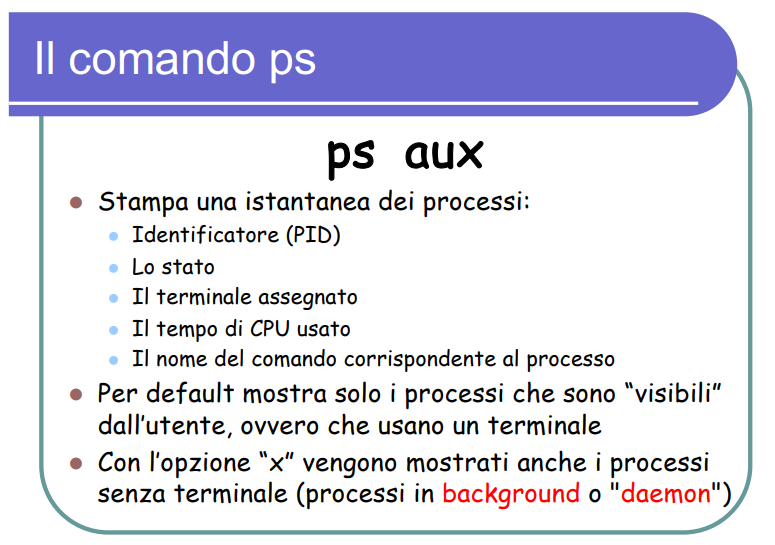 Il comando ps
ps aux
Stampa una istantanea dei processi:
Identificatore (PID)
Lo stato
Il terminale assegnato
Il tempo di CPU usato
Il nome del comando corrispondente al processo
Per default mostra solo i processi che sono “visibili”
dall’utente, ovvero che usano un terminale
Con l’opzione “x” vengono mostrati anche i processi
senza terminale (processi in background o "daemon")